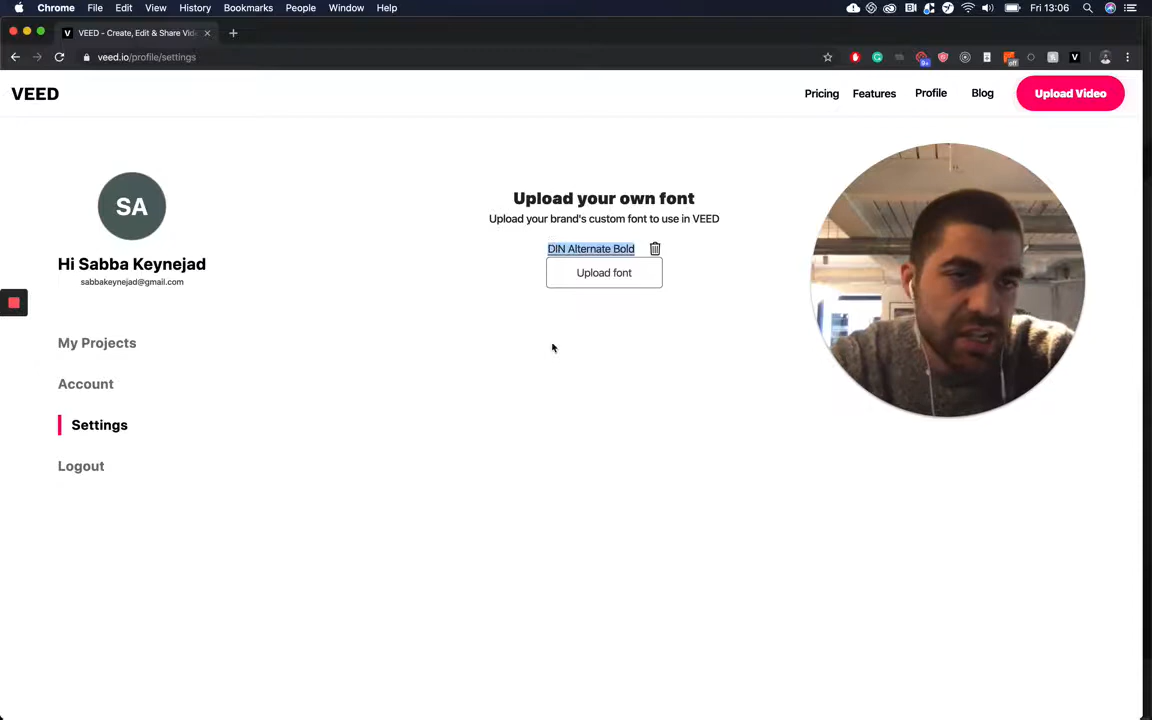 Chrome File Edit View History Bookmarks People Window Help Fri 13:06
V VEED - Create, Edit & Share Vide
veed.io/profile/settings
9+ off V
VEED Pricing Features Profile Blog Upload Video
SA
Hi Sabba Keynejad
sabbakeynejad@gmail.com
My Projects
Account
Settings
Logout
Upload your own font
Upload your brand's custom font to use in VEED
DIN Alternate Bold
Upload font